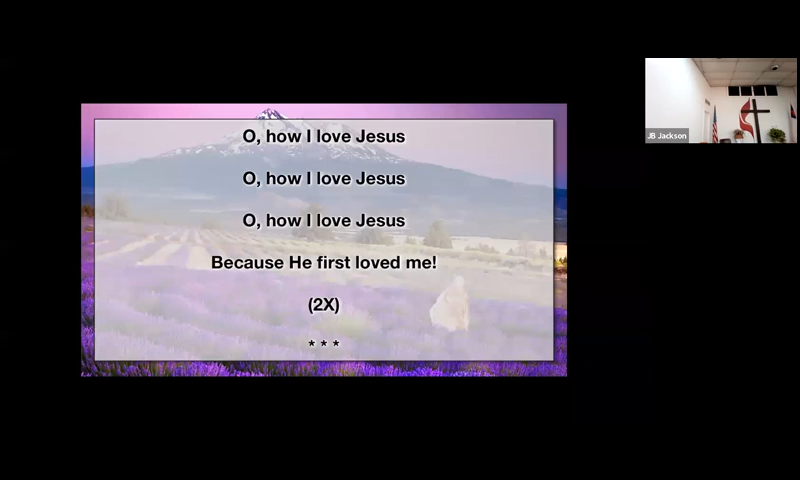 O, how I love Jesus
O, how I love Jesus
O, how I love Jesus
Because He first loved me!
(2X)
* * *
JB Jackson